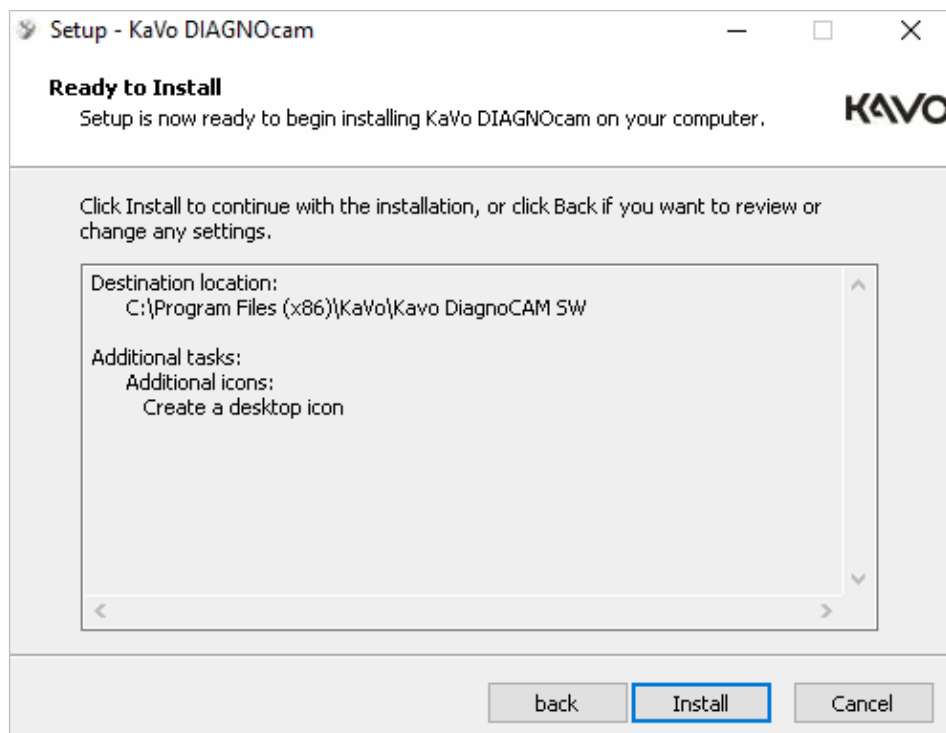 Setup - KaVo DIAGNOcam
Ready to Install
Setup is now ready to begin installing KaVo DIAGNOcam on your computer.
KAVO
Click Install to continue with the installation, or click Back if you want to review or
change any settings.
Destination location:
C:\Program Files (x86)\KaVo\Kavo DiagnoCAM SW
Additional tasks:
Additional icons:
Create a desktop icon
back
Install
Cancel